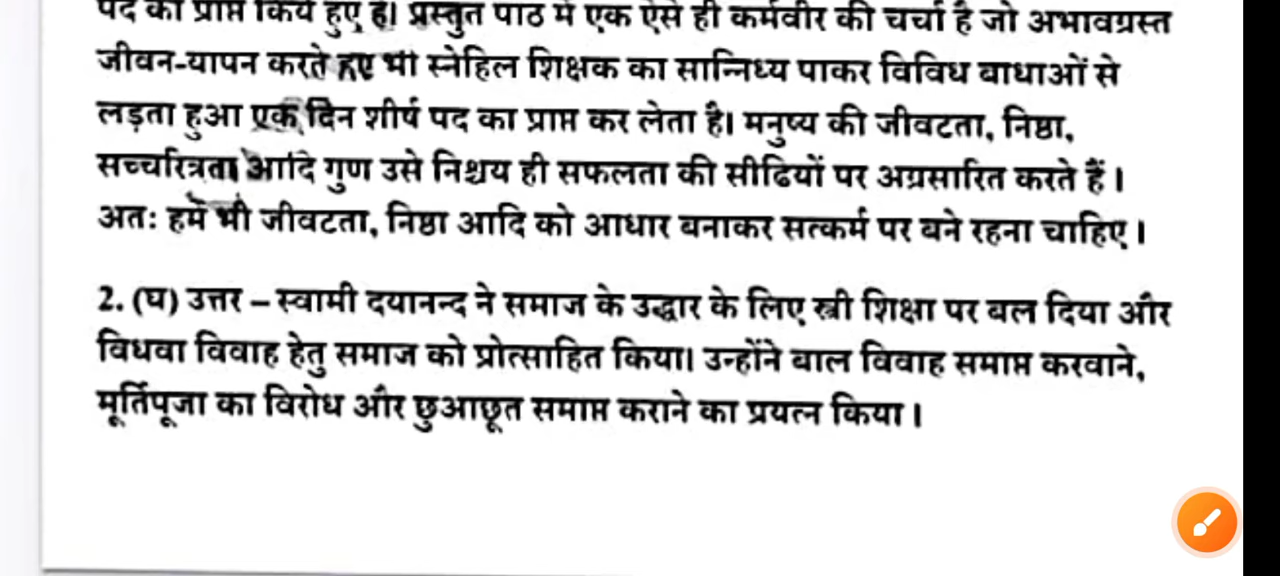 पद को प्राप्त किये हुए है। प्रस्तुत पाठ में एक ऐसे ही कर्मवीर की चर्चा है जो अभावग्रस्त
जीवन-यापन करते हुए भी स्नेहिल शिक्षक का सान्निध्य पाकर विविध बाधाओं से
लड़ता हुआ एक दिन शीर्ष पद का प्राप्त कर लेता है। मनुष्य की जीवटता, निष्ठा,
सच्चरित्रता आदि गुण उसे निश्चय ही सफलता की सीढियों पर अग्रसारित करते हैं ।
अतः हमें भी जीवटता, निष्ठा आदि को आधार बनाकर सत्कर्म पर बने रहना चाहिए ।
2. (घ) उत्तर – स्वामी दयानन्द ने समाज के उद्धार के लिए स्त्री शिक्षा पर बल दिया और
विधवा विवाह हेतु समाज को प्रोत्साहित किया। उन्होंने बाल विवाह समाप्त करवाने,
मूर्तिपूजा का विरोध और छुआछूत समाप्त कराने का प्रयत्न किया ।